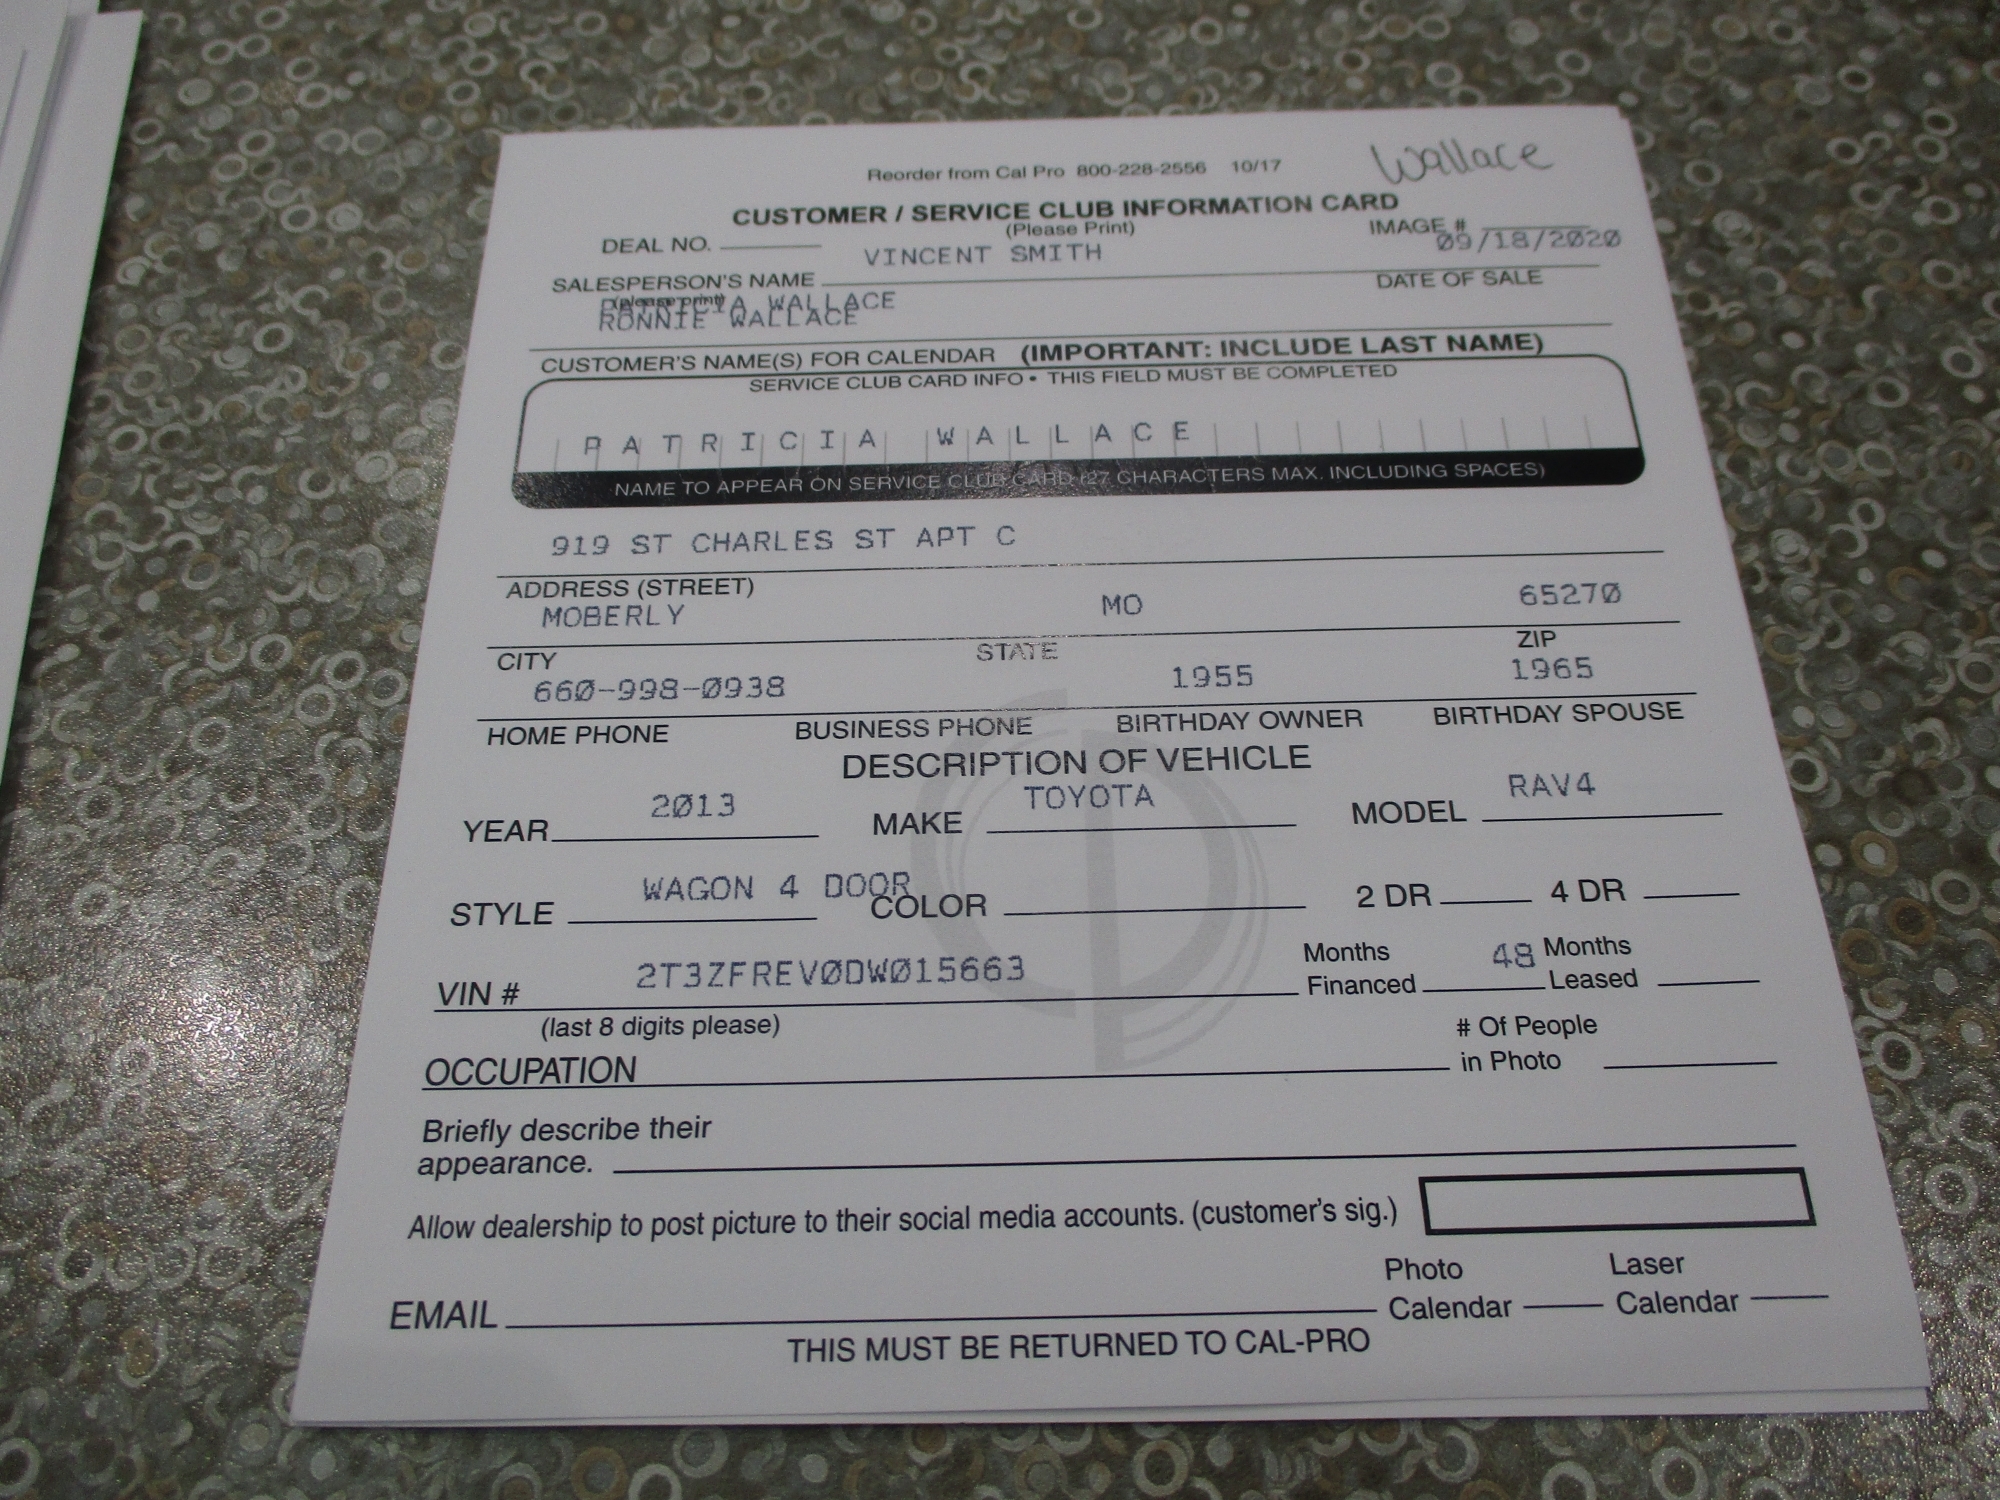 Wallace
Reorder from Cal Pro 800-228-2556 10/17
CUSTOMER / SERVICE CLUB INFORMATION CARD
(Please Print)
DEAL NO.
IMAGE #
VINCENT SMITH
09/18/2020
SALESPERSON'S NAME
DATE OF SALE
(please print)
PATRICIA WALLACE
RONNIE WALLACE
CUSTOMER'S NAME(S) FOR CALENDAR (IMPORTANT: INCLUDE LAST NAME)
SERVICE CLUB CARD INFO • THIS FIELD MUST BE COMPLETED
PATRICIA WALLACE
NAME TO APPEAR ON SERVICE CLUB CARD (27 CHARACTERS MAX. INCLUDING SPACES)
919 ST CHARLES ST APT C
ADDRESS (STREET)
MOBERLY MO 65270
CITY STATE ZIP
660-998-0938 1955 1965
HOME PHONE BUSINESS PHONE BIRTHDAY OWNER BIRTHDAY SPOUSE
DESCRIPTION OF VEHICLE
YEAR 2013 MAKE TOYOTA MODEL RAV4
STYLE WAGON 4 DOOR COLOR 2 DR 4 DR
VIN # 2T3ZFREV0DW015663 Months Financed 48 Months Leased
(last 8 digits please)
OCCUPATION # Of People in Photo
Briefly describe their
appearance.
Allow dealership to post picture to their social media accounts. (customer's sig.)
EMAIL Photo Calendar Laser Calendar
THIS MUST BE RETURNED TO CAL-PRO